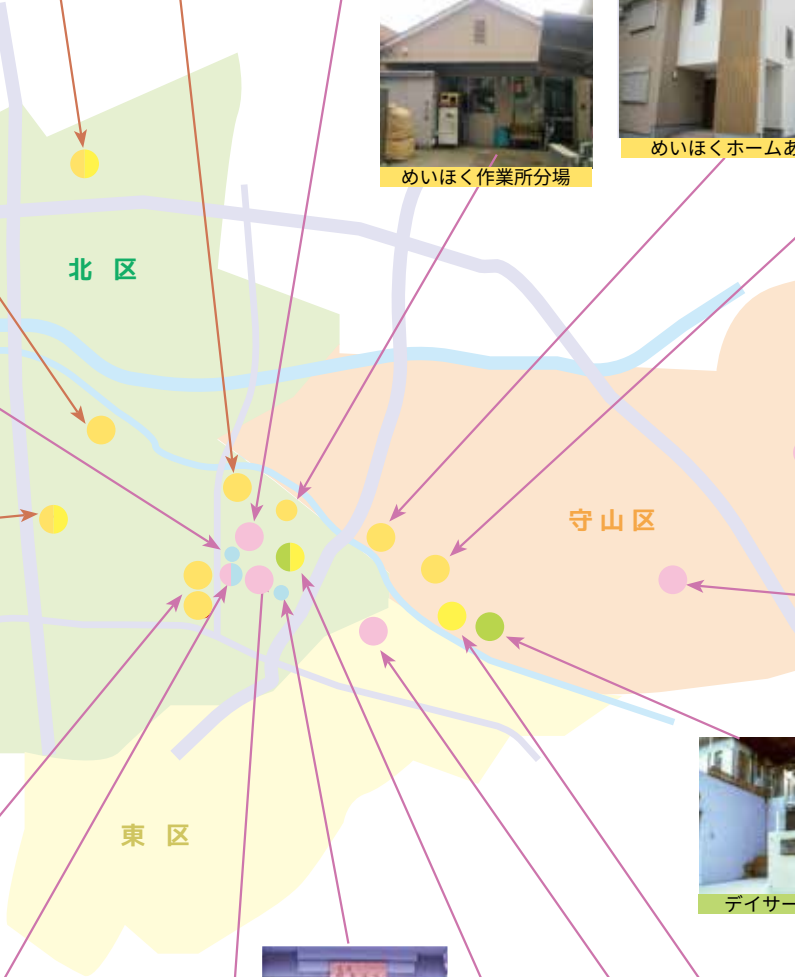 めいほく作業所分場
めいほくホームあ
北区
守山区
東区
デイサー